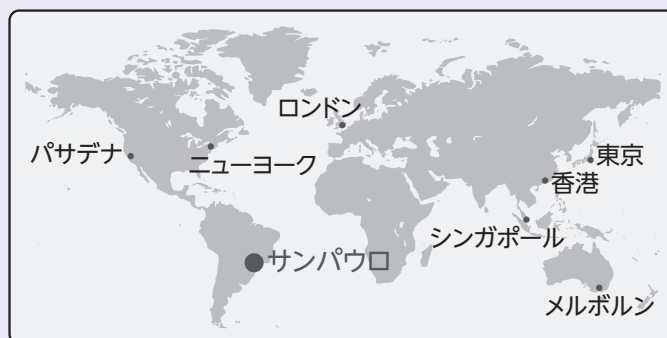 ロンドン
パサデナ
ニューヨーク
東京
香港
シンガポール
サンパウロ
メルボルン